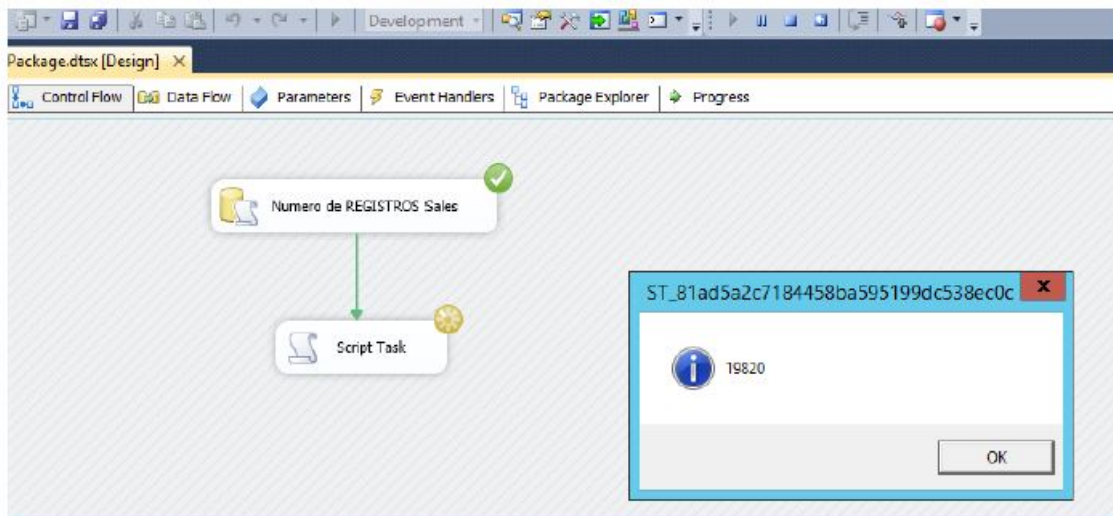 Development
Package.dtsx [Design] X
Control Flow Data Flow Parameters Event Handlers Package Explorer Progress
Numero de REGISTROS Sales
Script Task
ST_81ad5a2c7184458ba595199dc538ec0c X
19820
OK